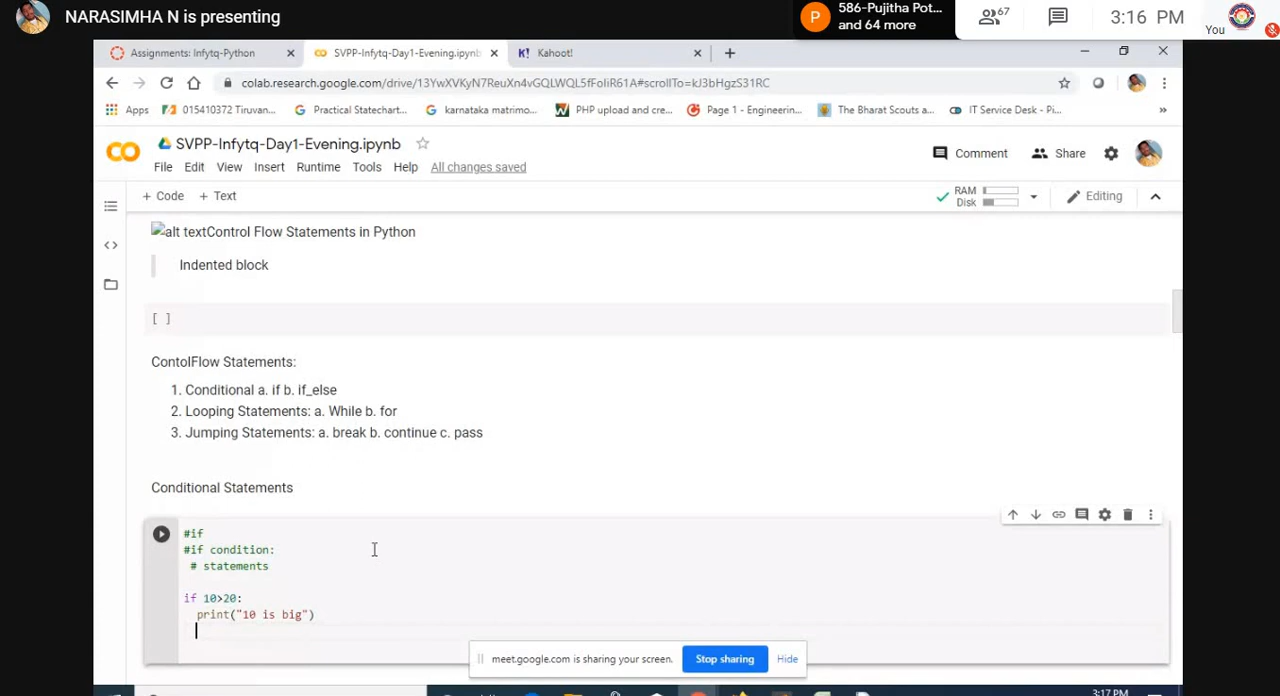 NARASIMHA N is presenting
P
586-Pujitha Pot...
and 64 more
67
3:16 PM
You
Assignments: Infytq-Python
SVPP-Infytq-Day1-Evening.ipynb
K! Kahoot!
colab.research.google.com/drive/13YwXVKyN7ReuXn4vGQLWQL5fFoIiR61A#scrollTo=kJ3bHgzS31RC
Apps
015410372 Tiruvan...
Practical Statechart...
karnataka matrimo...
PHP upload and cre...
Page 1 - Engineerin...
The Bharat Scouts a...
IT Service Desk - Pi...
»
CO
SVPP-Infytq-Day1-Evening.ipynb
Comment
Share
File Edit View Insert Runtime Tools Help All changes saved
+ Code + Text
RAM
Disk
Editing
alt textControl Flow Statements in Python
Indented block
[ ]
ContolFlow Statements:
1. Conditional a. if b. if_else
2. Looping Statements: a. While b. for
3. Jumping Statements: a. break b. continue c. pass
Conditional Statements
#if
#if condition:
# statements
if 10>20:
print("10 is big")
meet.google.com is sharing your screen.
Stop sharing
Hide
3:17 PM